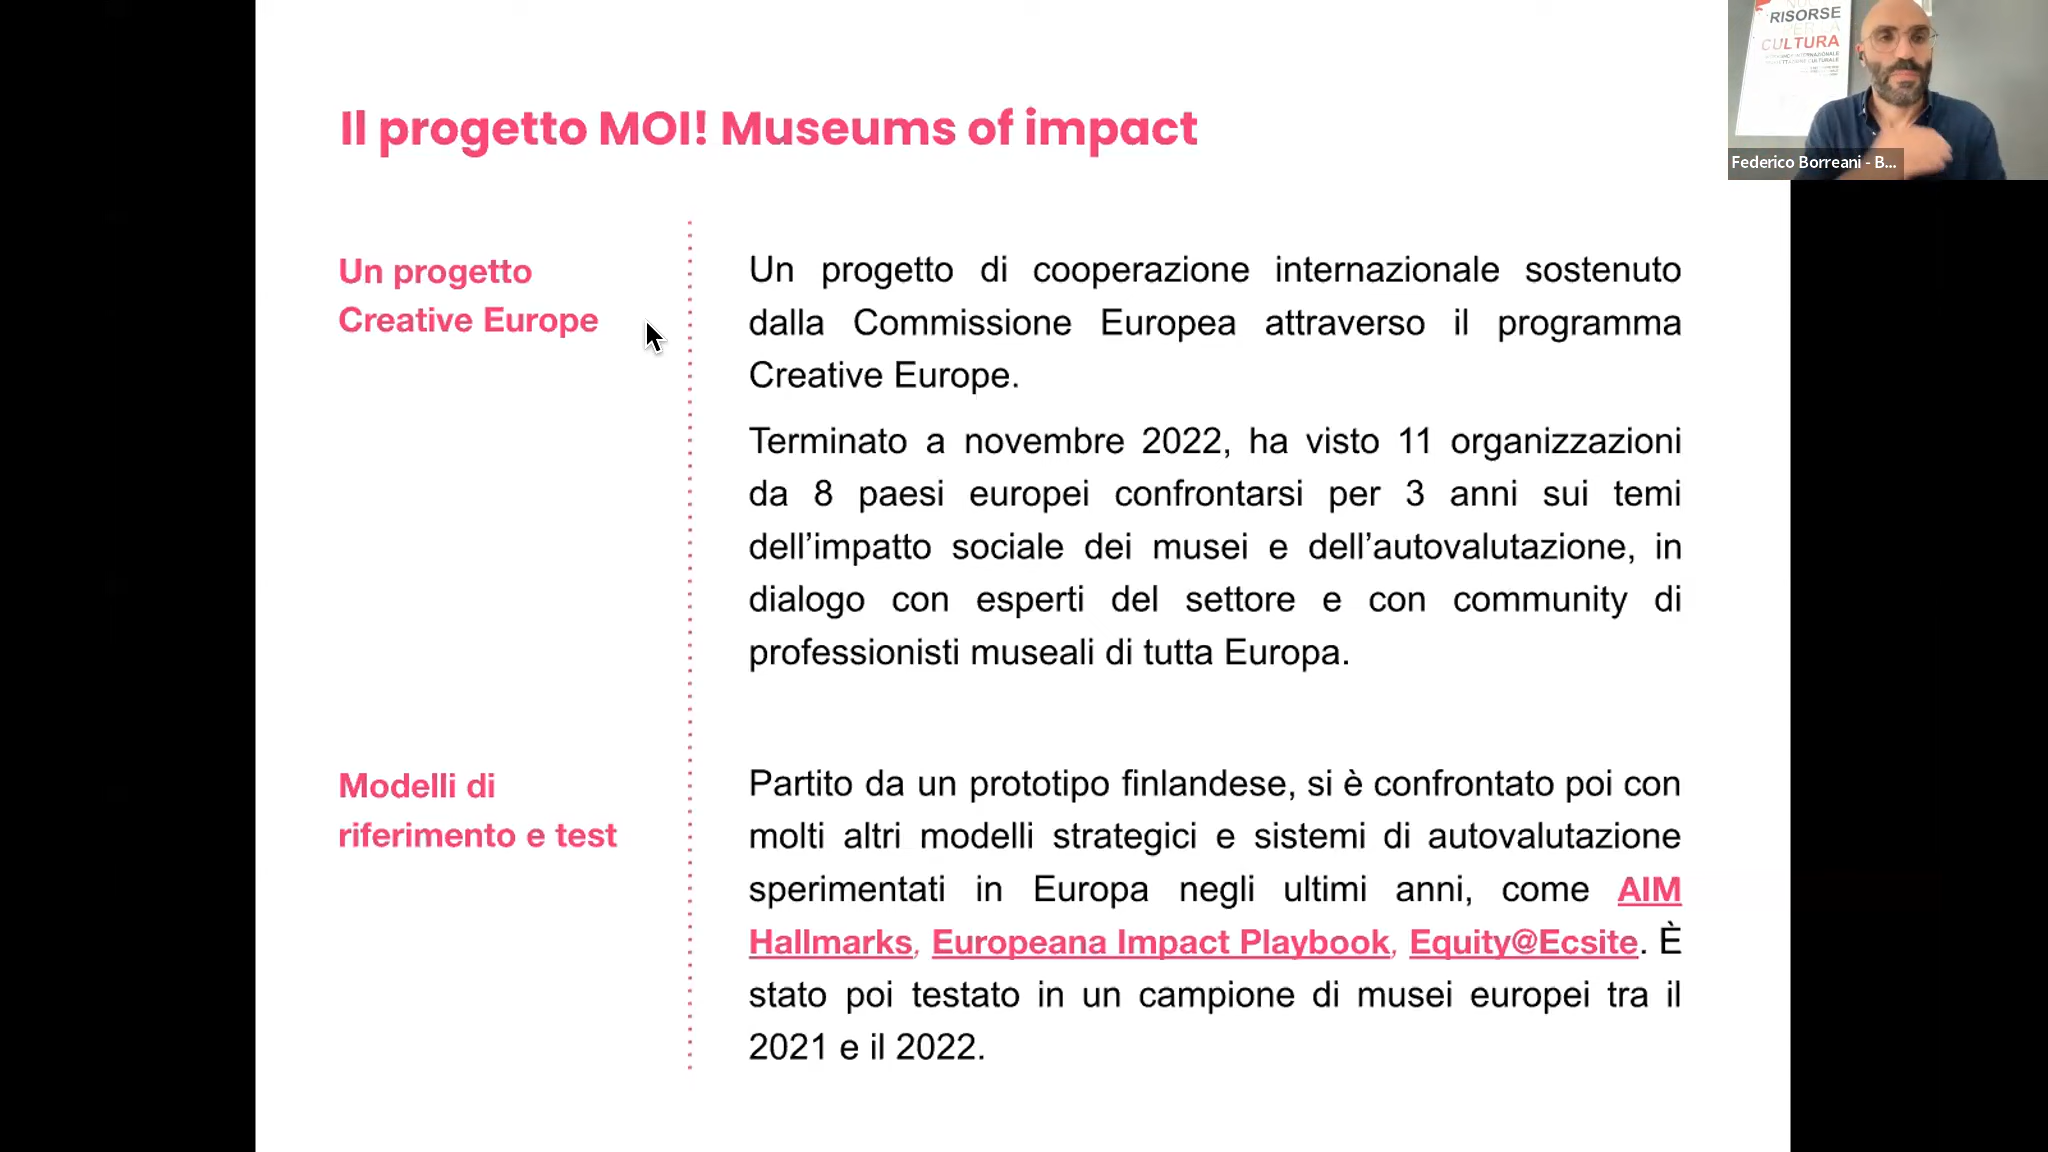 Il progetto MOI! Museums of impact
Un progetto
Creative Europe
Un progetto di cooperazione internazionale sostenuto
dalla Commissione Europea attraverso il programma
Creative Europe.
Terminato a novembre 2022, ha visto 11 organizzazioni
da 8 paesi europei confrontarsi per 3 anni sui temi
dell’impatto sociale dei musei e dell’autovalutazione, in
dialogo con esperti del settore e con community di
professionisti museali di tutta Europa.
Modelli di
riferimento e test
Partito da un prototipo finlandese, si è confrontato poi con
molti altri modelli strategici e sistemi di autovalutazione
sperimentati in Europa negli ultimi anni, come AIM
Hallmarks, Europeana Impact Playbook, Equity@Ecsite. È
stato poi testato in un campione di musei europei tra il
2021 e il 2022.
RISORSE
CULTURA
Federico Borreani - B...